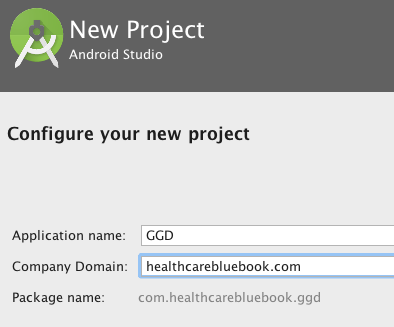 New Project
Android Studio
Configure your new project
Application name: GGD
Company Domain: healthcarebluebook.com
Package name: com.healthcarebluebook.ggd